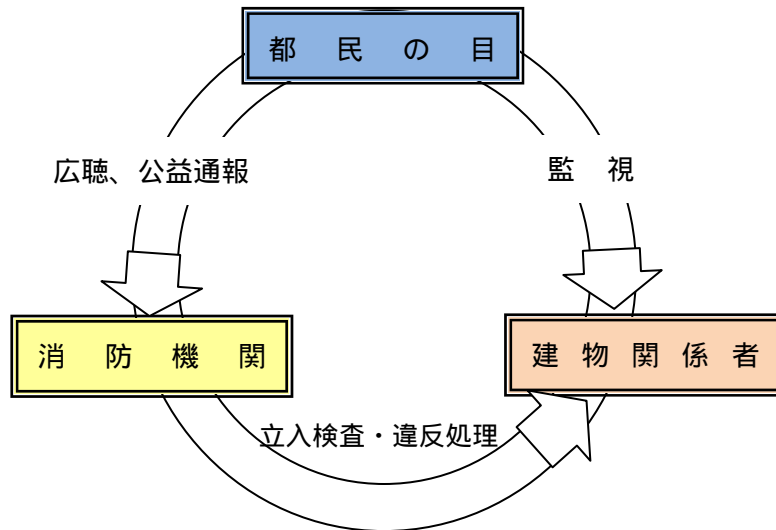 都民の目
広聴、公益通報
監視
消防機関
建物関係者
立入検査・違反処理